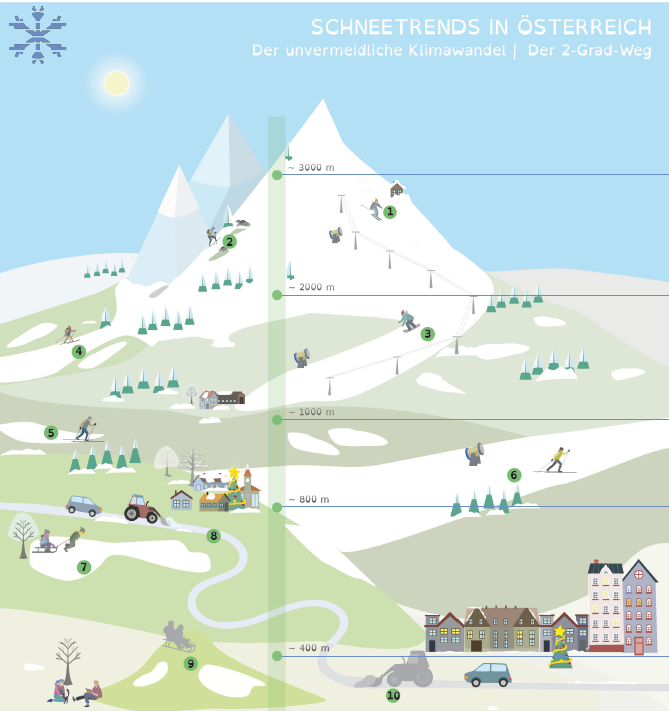 SCHNEETRENDS IN ÖSTERREICH
Der unvermeidliche Klimawandel | Der 2-Grad-Weg
~ 3000 m
1
2
~ 2000 m
3
4
~ 1000 m
5
6
~ 800 m
8
7
~ 400 m
9
10